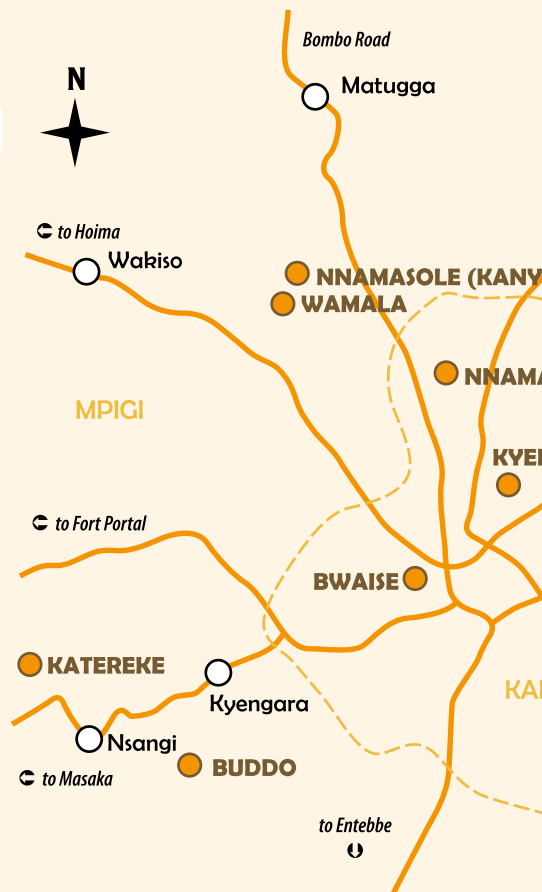 Bombo Road
N
Matugga
to Hoima
Wakiso
NNAMASOLE (KANY
WAMALA
NNAMA
MPIGI
KYE
to Fort Portal
BWAISE
KATEREKE
KA
Kyengara
Nsangi
BUDDO
to Masaka
to Entebbe